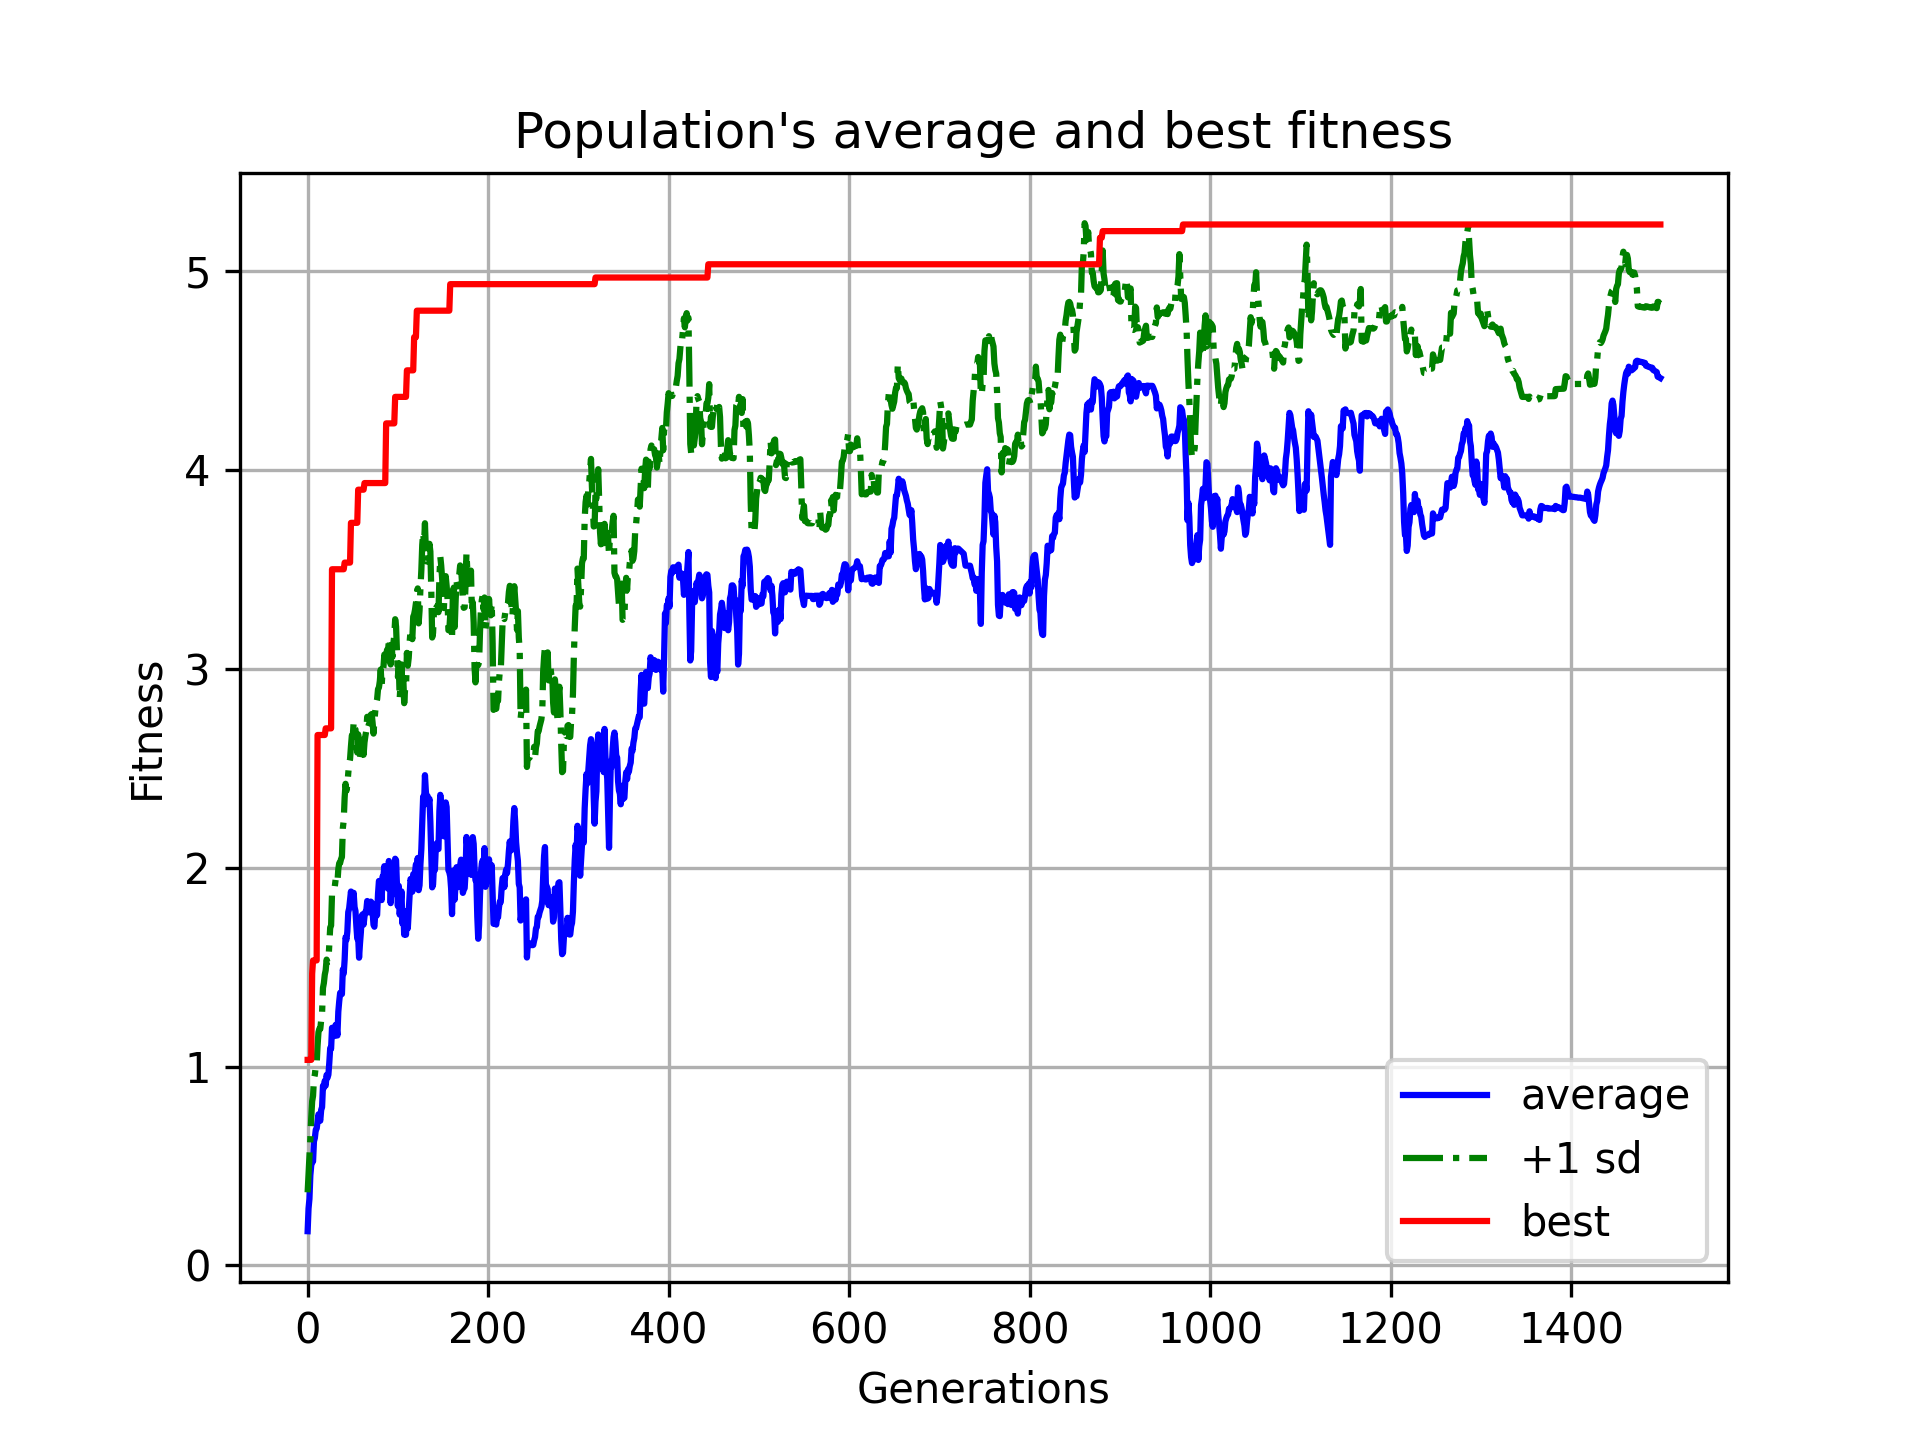 Population's average and best fitness
5
4
3
2
1
0
Fitness
0 200 400 600 800 1000 1200 1400
Generations
average
+1 sd
best